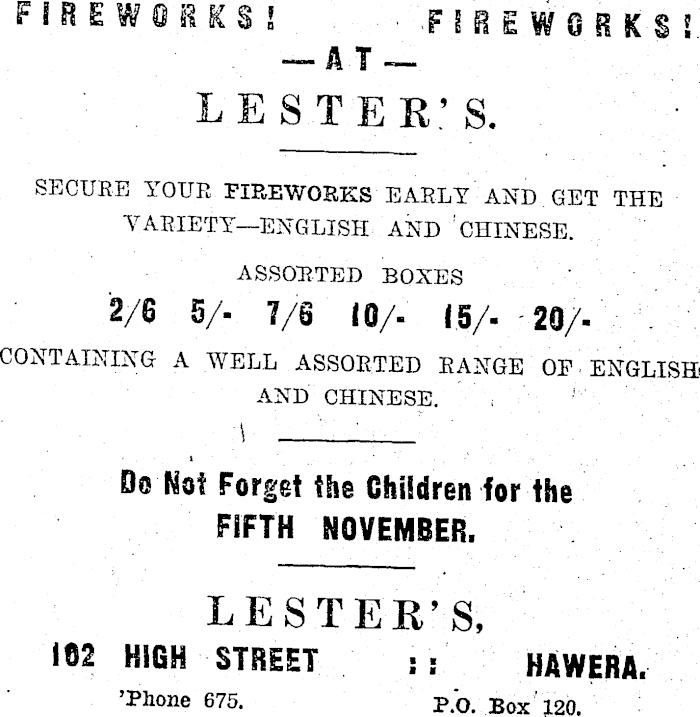 FIREWORKS! FIREWORKS!
—AT—
LESTER'S.
SECURE YOUR FIREWORKS EARLY AND GET THE
VARIETY—ENGLISH AND CHINESE.
ASSORTED BOXES
2/6 5/- 7/6 10/- 15/- 20/-
CONTAINING A WELL ASSORTED RANGE OF ENGLISH
AND CHINESE.
Do Not Forget the Children for the
FIFTH NOVEMBER.
LESTER'S,
102 HIGH STREET :: HAWERA.
'Phone 675. P.O. Box 120.